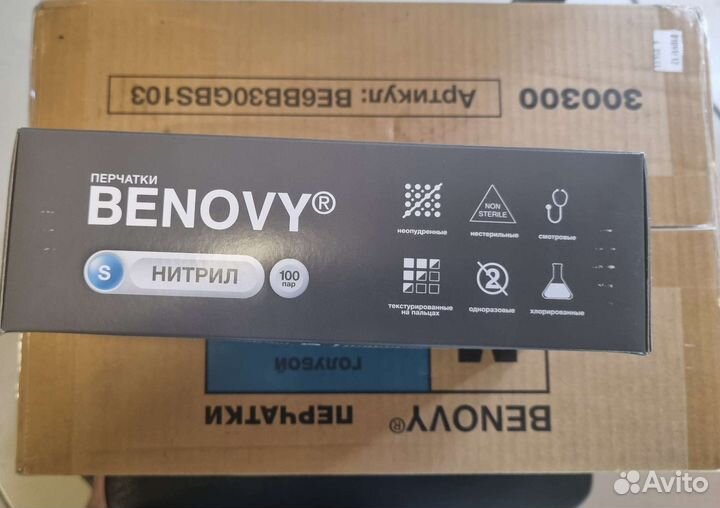 300300
Артикул: BE6BB30GBS103
ПЕРЧАТКИ
BENOVY®
S
НИТРИЛ
100
пар
неопудренные
NON
STERILE
нестерильные
смотровые
текстурированные
на пальцах
2
одноразовые
хлорированные
ГОЛУБОЙ
BENOVY®
ПЕРЧАТКИ
Avito